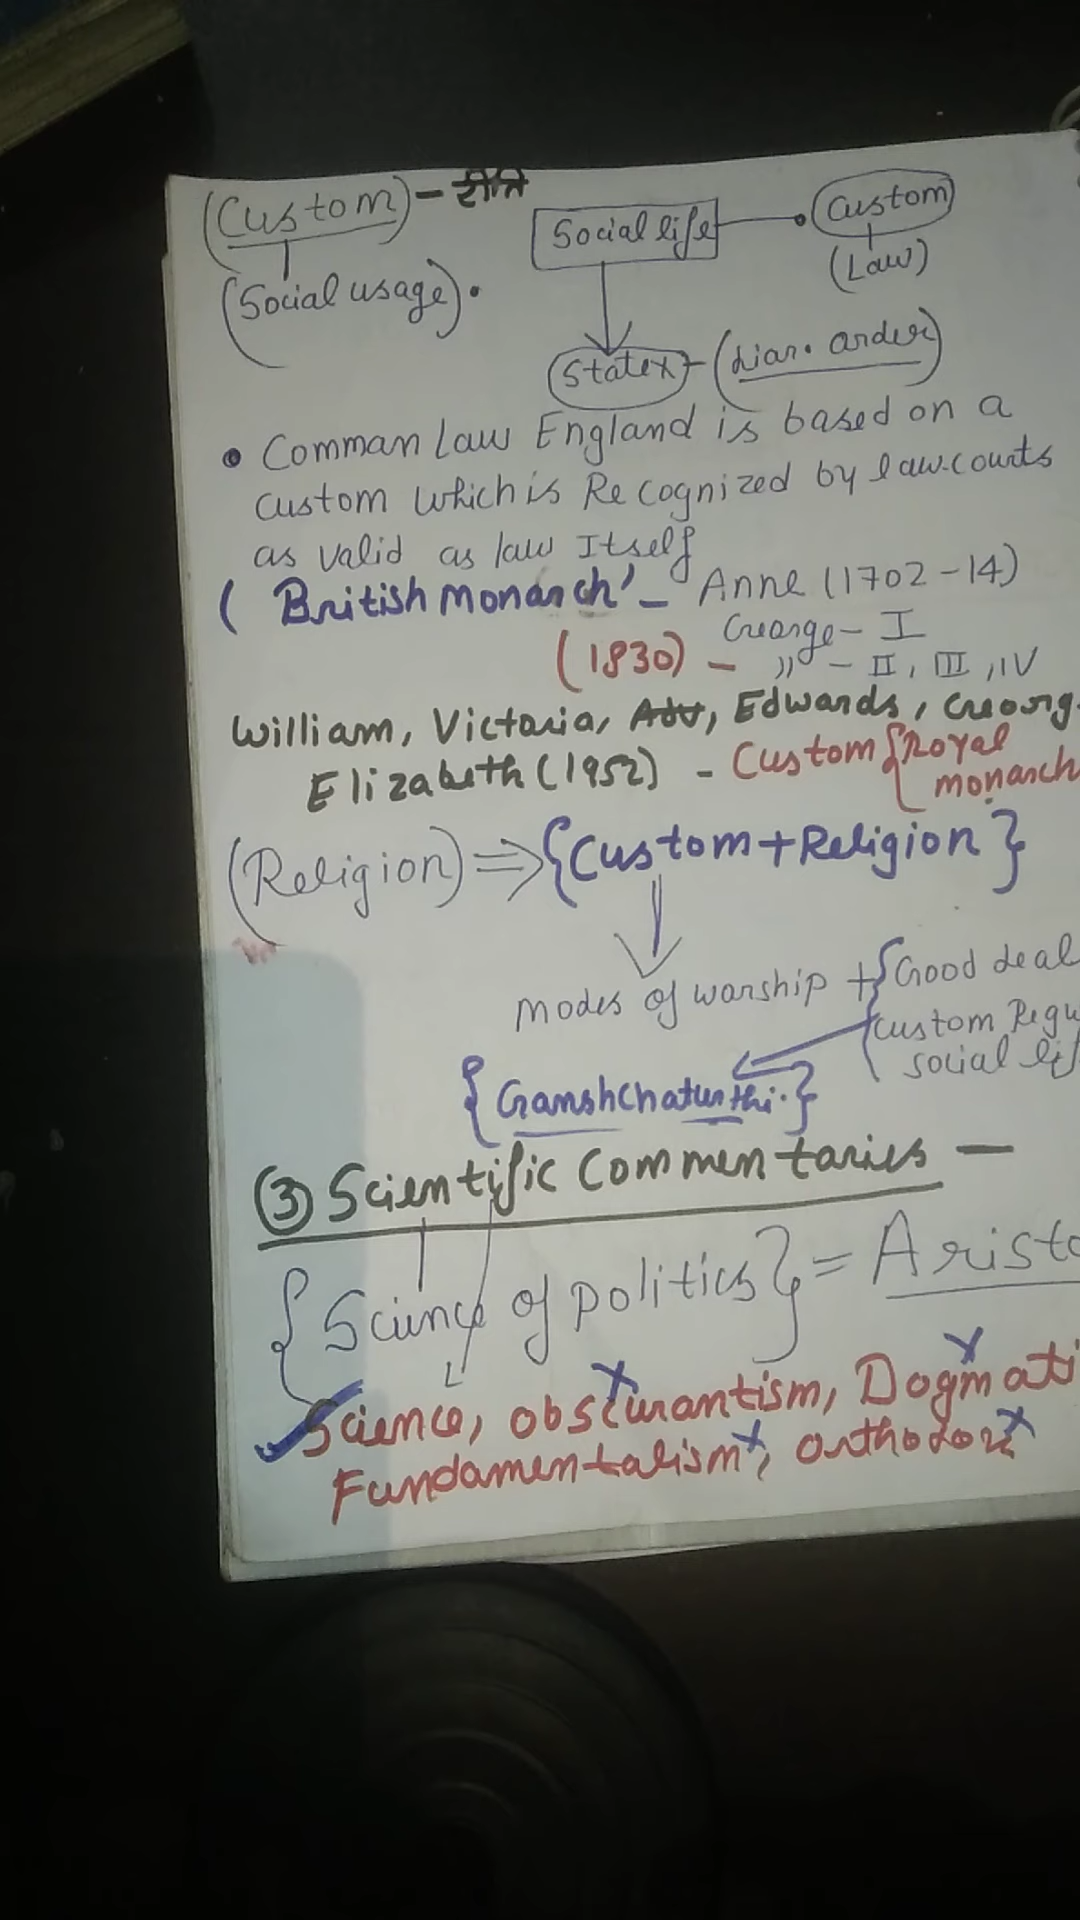 (Custom) - रीति
(Social usage).
Social life
Custom
(Law)
State x - (Liar. order)
• Comman Law England is based on a
custom which is Recognized by law.courts
as valid as law Itself
( 'British monarch' - Anne (1702-14)
George - I
(1830) - " - II, III, IV
William, Victoria, Edwards, Georg
Elizabeth (1952) - Custom { Royal
monarch
(Religion) ⇒ {Custom + Religion}
modes of warship + { Good deal
custom Regu
social lif
{Ganshchaturthi.}
③ Scientific Commentaries —
{Science of politics} = Aristo
Science, obscurantism, Dogmati
Fundamentalism, orthodox